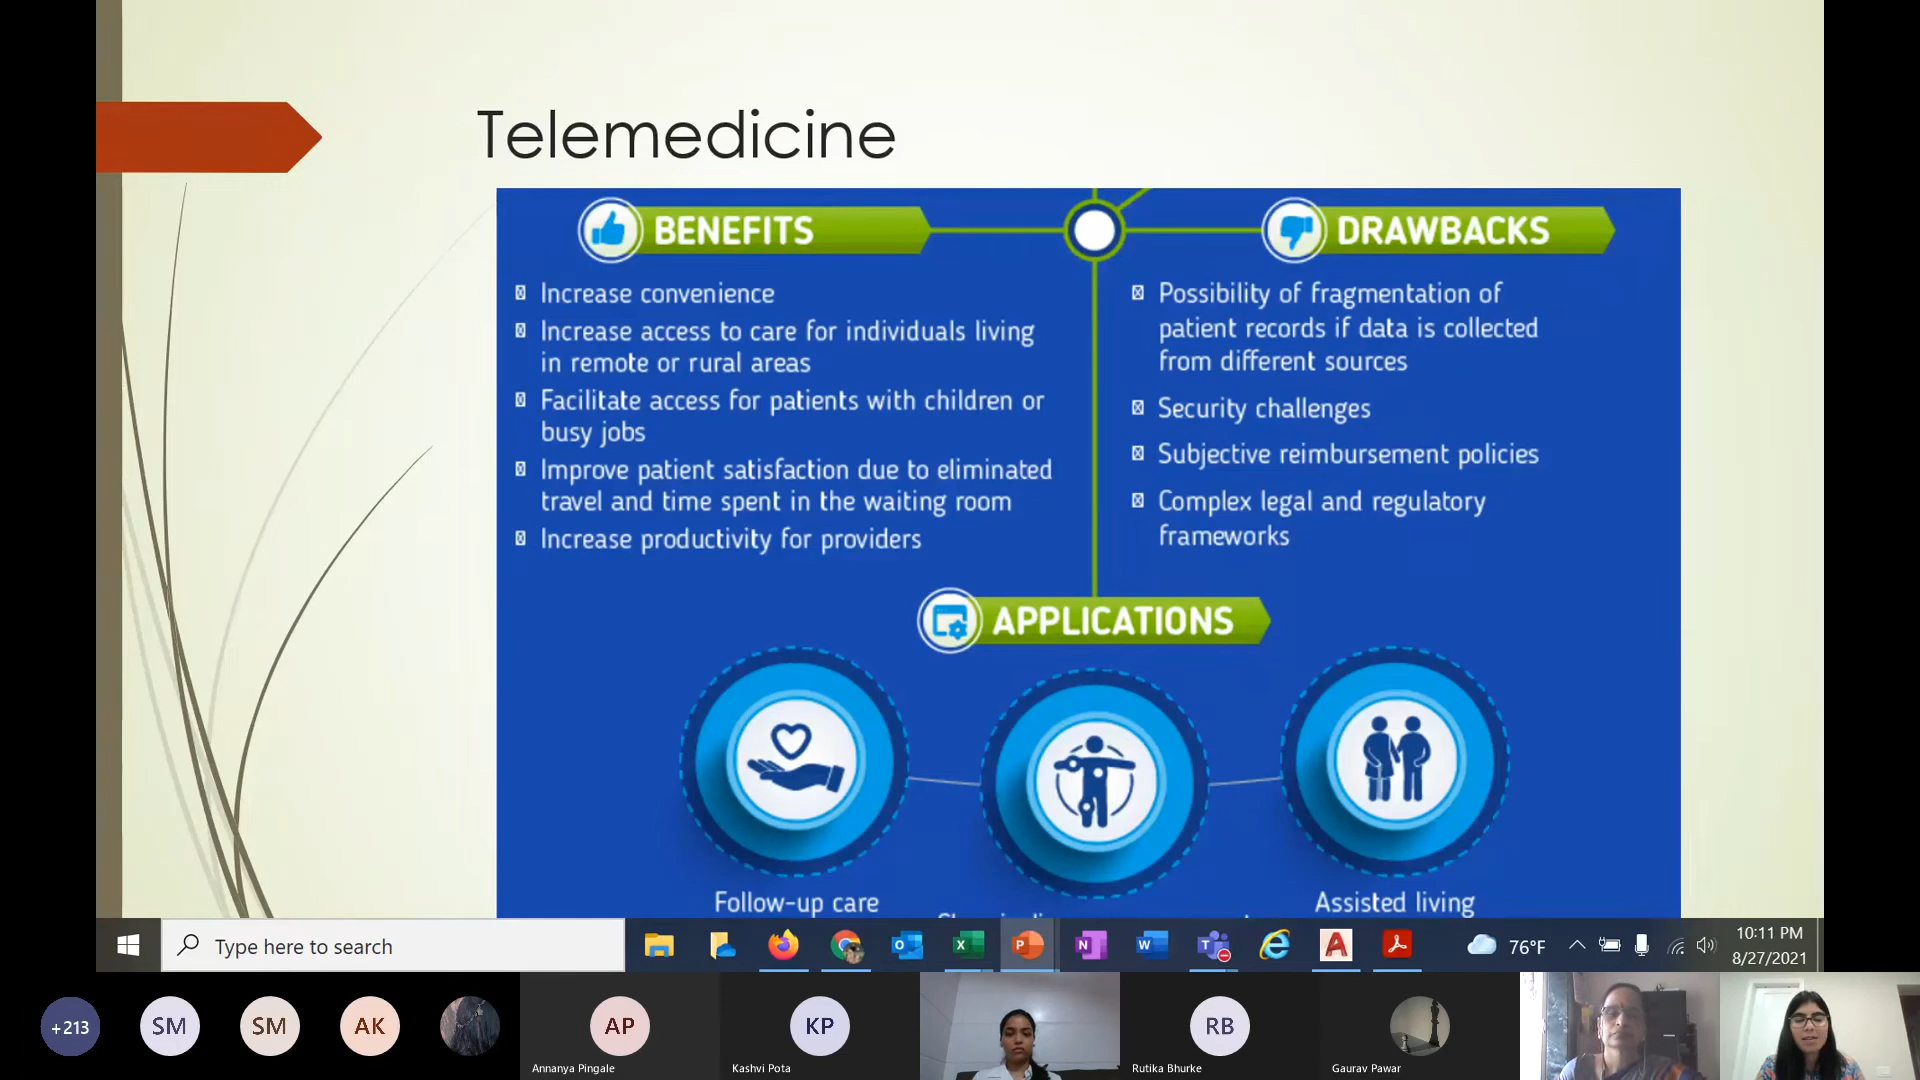 Telemedicine
BENEFITS
Increase convenience
Increase access to care for individuals living
in remote or rural areas
Facilitate access for patients with children or
busy jobs
Improve patient satisfaction due to eliminated
travel and time spent in the waiting room
Increase productivity for providers
DRAWBACKS
Possibility of fragmentation of
patient records if data is collected
from different sources
Security challenges
Subjective reimbursement policies
Complex legal and regulatory
frameworks
APPLICATIONS
Follow-up care
Assisted living
Type here to search
O
X
P
N
W
T
A
76°F
10:11 PM
8/27/2021
+213
SM
SM
AK
AP
Annanya Pingale
KP
Kashvi Pota
RB
Rutika Bhurke
Gaurav Pawar